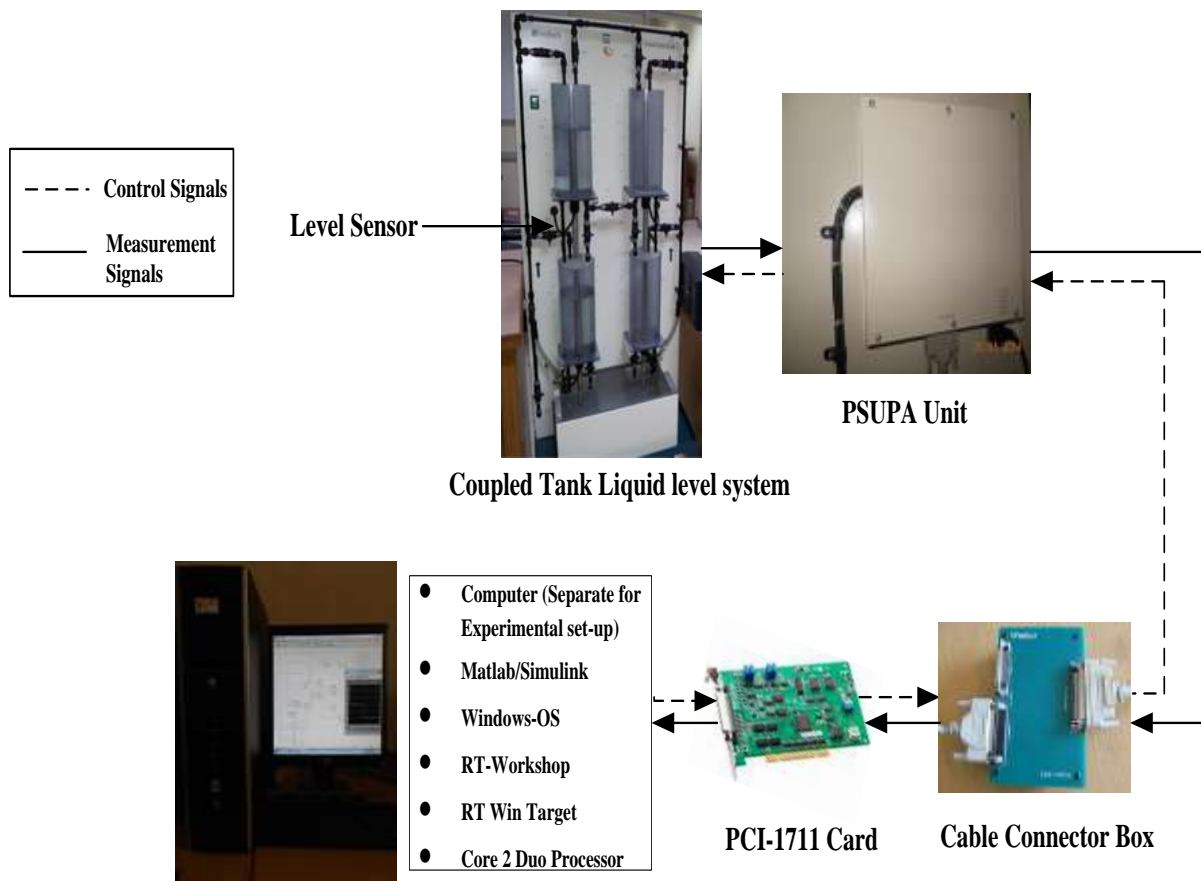 Control Signals
Measurement
Signals
Level Sensor
PSUPA Unit
Coupled Tank Liquid level system
● Computer (Separate for
Experimental set-up)
● Matlab/Simulink
● Windows-OS
● RT-Workshop
● RT Win Target
● Core 2 Duo Processor
PCI-1711 Card
Cable Connector Box